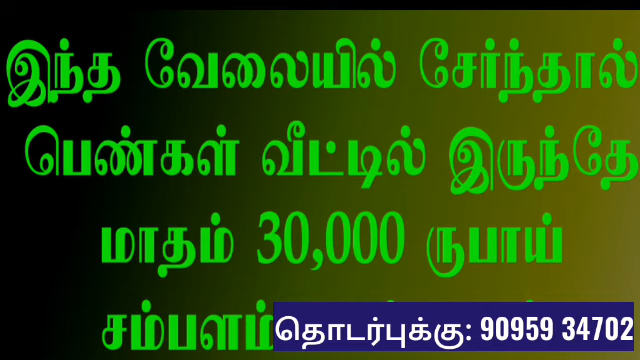 இந்த வேலையில் சேர்ந்தால்
பெண்கள் வீட்டில் இருந்தே
மாதம் 30,000 ருபாய்
சம்பளம்
தொடர்புக்கு: 90959 34702